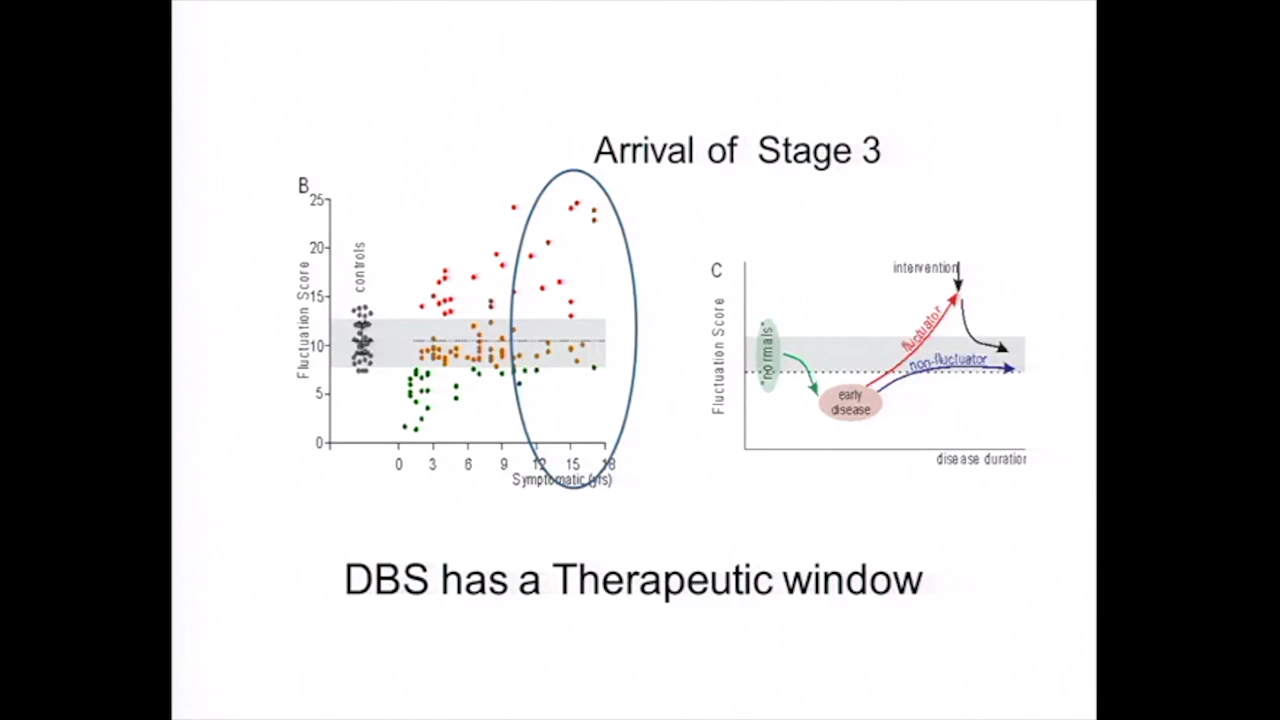 Arrival of Stage 3
B
25
20
15
10
5
0
Fluctuation Score
controls
0 3 6 9 12 15 18
Symptomatic (yrs)
C
Fluctuation Score
intervention
"normals"
fluctuator
non-fluctuator
early
disease
disease duration
DBS has a Therapeutic window